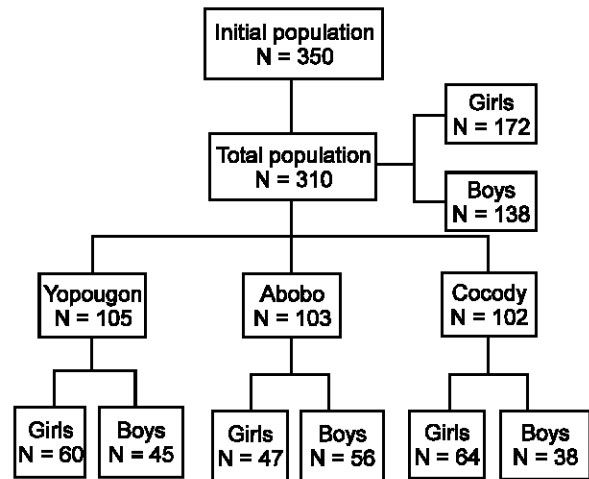 Initial population
N = 350
Girls
N = 172
Total population
N = 310
Boys
N = 138
Yopougon
N = 105
Abobo
N = 103
Cocody
N = 102
Girls
N = 60
Boys
N = 45
Girls
N = 47
Boys
N = 56
Girls
N = 64
Boys
N = 38